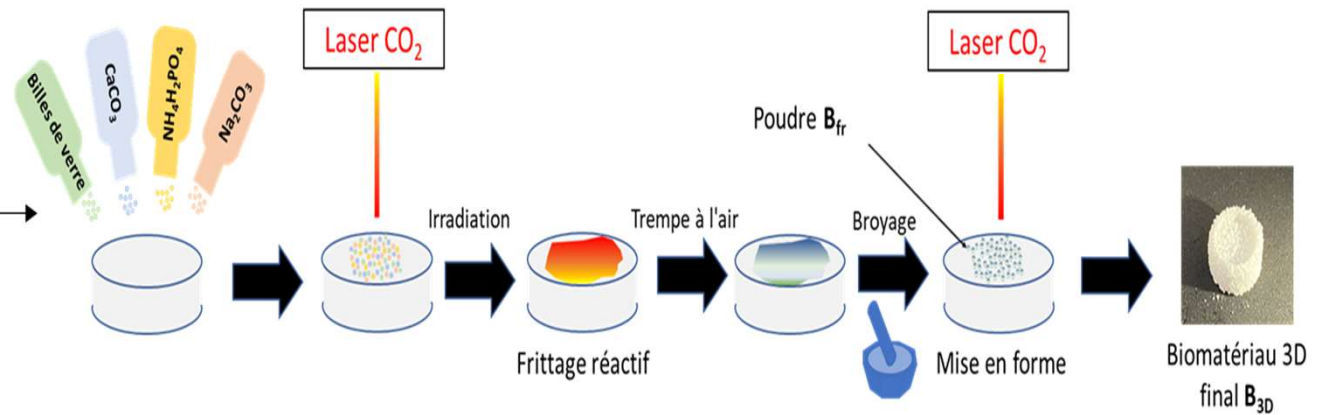 Billes de verre
CaCO3
NH4H2PO4
Na2CO3
Laser CO2
Irradiation
Frittage réactif
Trempe à l'air
Broyage
Poudre Bfr
Laser CO2
Mise en forme
Biomatériau 3D
final B3D